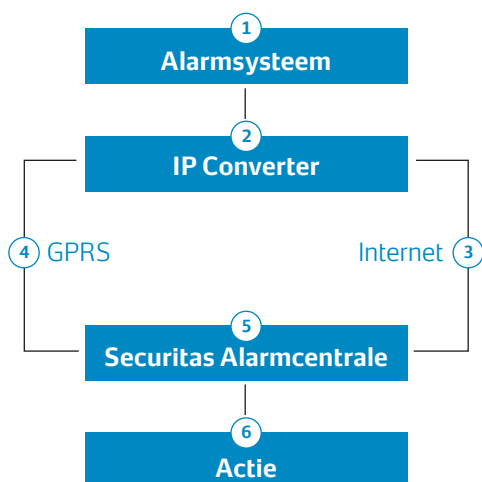 1
Alarmsysteem
2
IP Converter
4 GPRS
Internet 3
5
Securitas Alarmcentrale
6
Actie